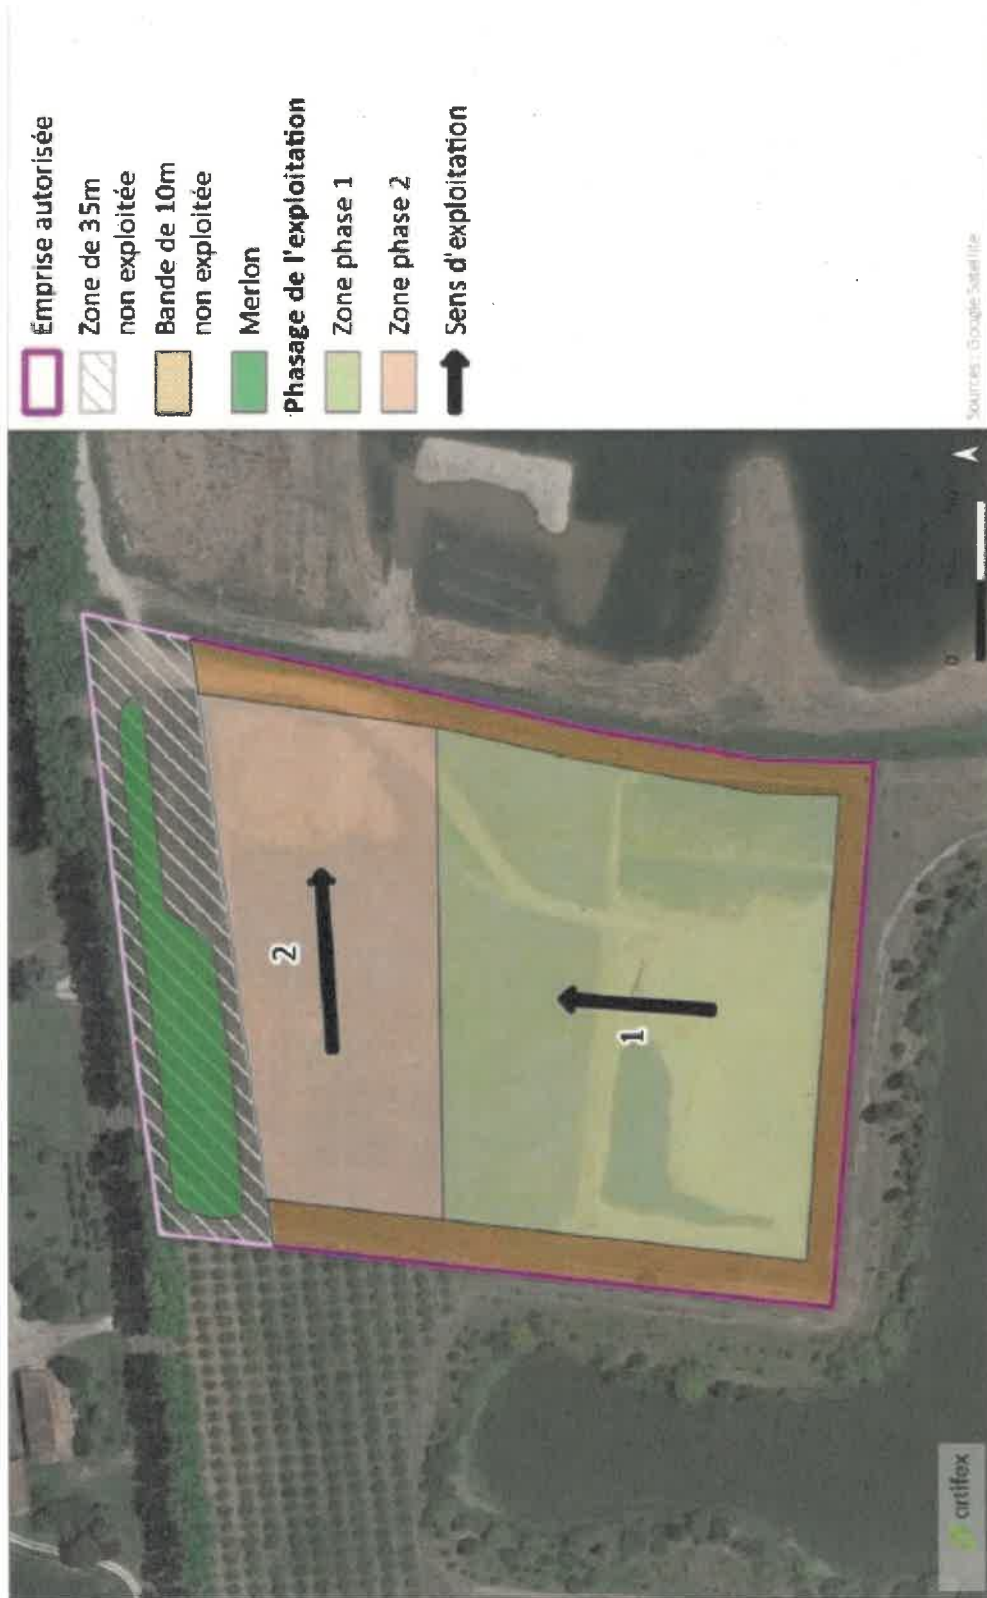 Emprise autorisée
Zone de 35m
non exploitée
Bande de 10m
non exploitée
Merlon
Phasage de l'exploitation
Zone phase 1
Zone phase 2
Sens d'exploitation
2
1
0
Sources : Google Satellite
artifex